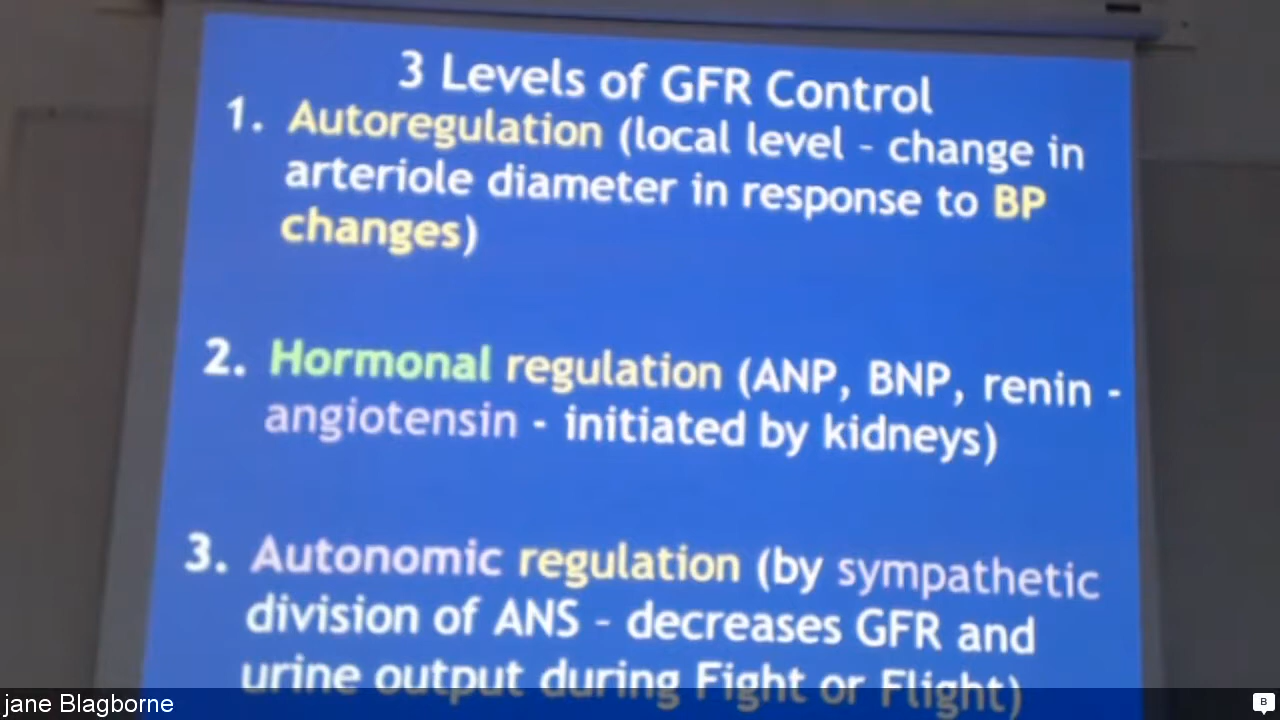 3 Levels of GFR Control
1. Autoregulation (local level – change in
arteriole diameter in response to BP
changes)
2. Hormonal regulation (ANP, BNP, renin -
angiotensin - initiated by kidneys)
3. Autonomic regulation (by sympathetic
division of ANS – decreases GFR and
urine output during Fight or Flight)
jane Blagborne
B